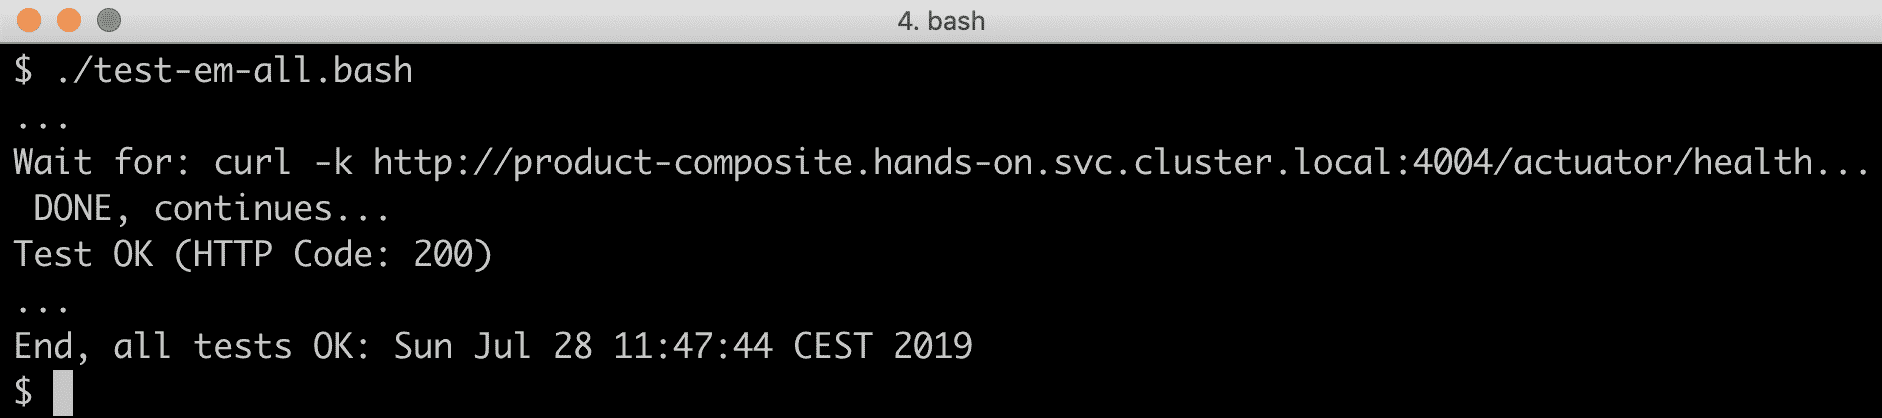 4. bash
$ ./test-em-all.bash
...
Wait for: curl -k http://product-composite.hands-on.svc.cluster.local:4004/actuator/health...
 DONE, continues...
Test OK (HTTP Code: 200)
...
End, all tests OK: Sun Jul 28 11:47:44 CEST 2019
$